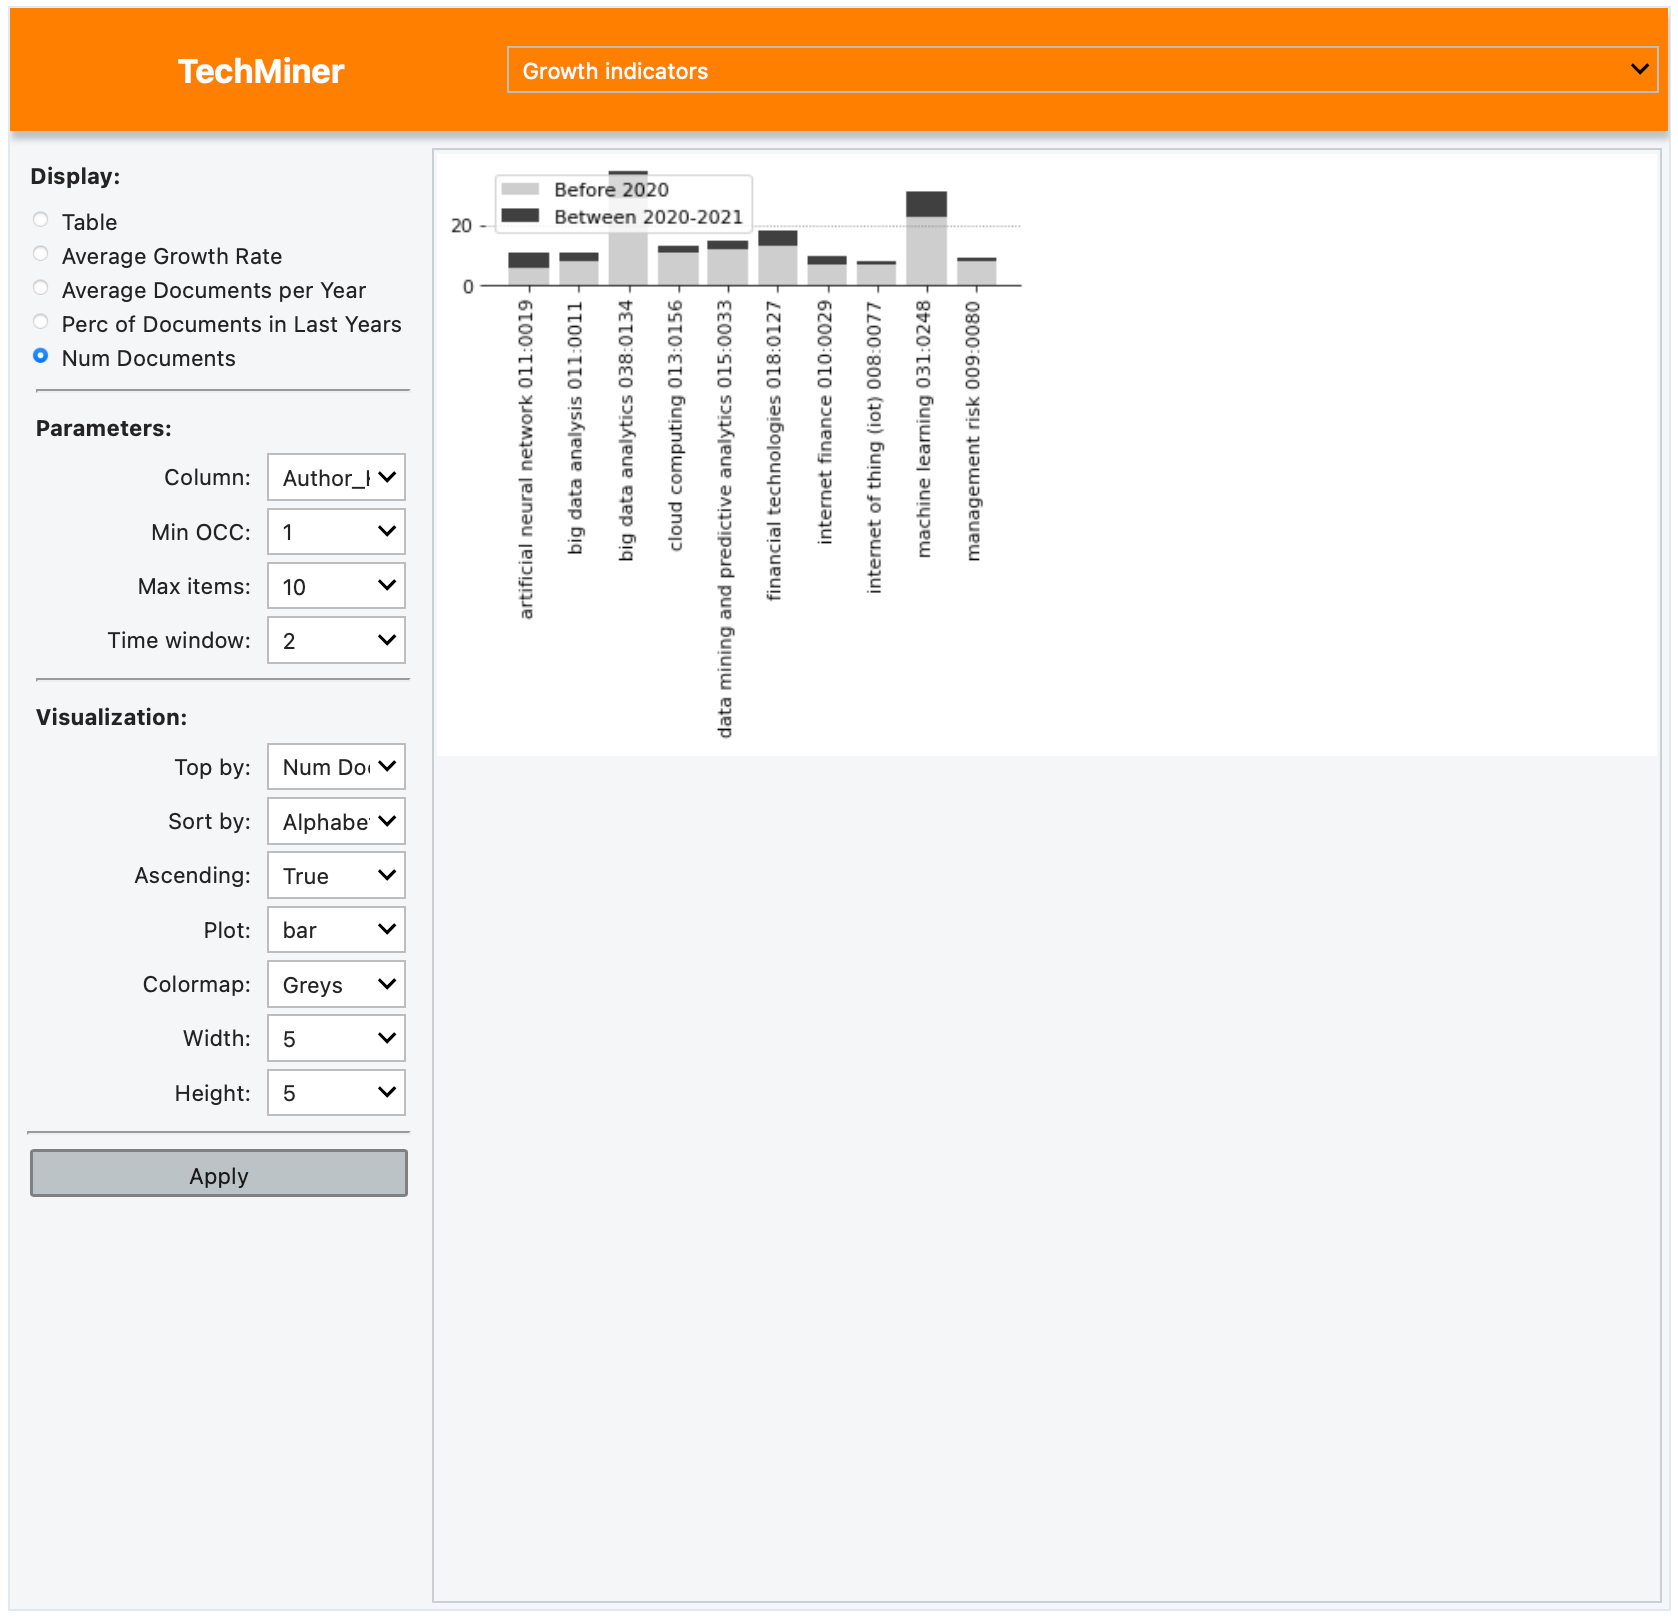 TechMiner
Growth indicators
Display:
Table
Average Growth Rate
Average Documents per Year
Perc of Documents in Last Years
Num Documents
Parameters:
Column: Author_
Min OCC: 1
Max items: 10
Time window: 2
Visualization:
Top by: Num Do
Sort by: Alphabe
Ascending: True
Plot: bar
Colormap: Greys
Width: 5
Height: 5
Apply
Before 2020
Between 2020-2021
20
0
artificial neural network 011:0019
big data analysis 011:0011
big data analytics 038:0134
cloud computing 013:0156
data mining and predictive analytics 015:0033
financial technologies 018:0127
internet finance 010:0029
internet of thing (iot) 008:0077
machine learning 031:0248
management risk 009:0080